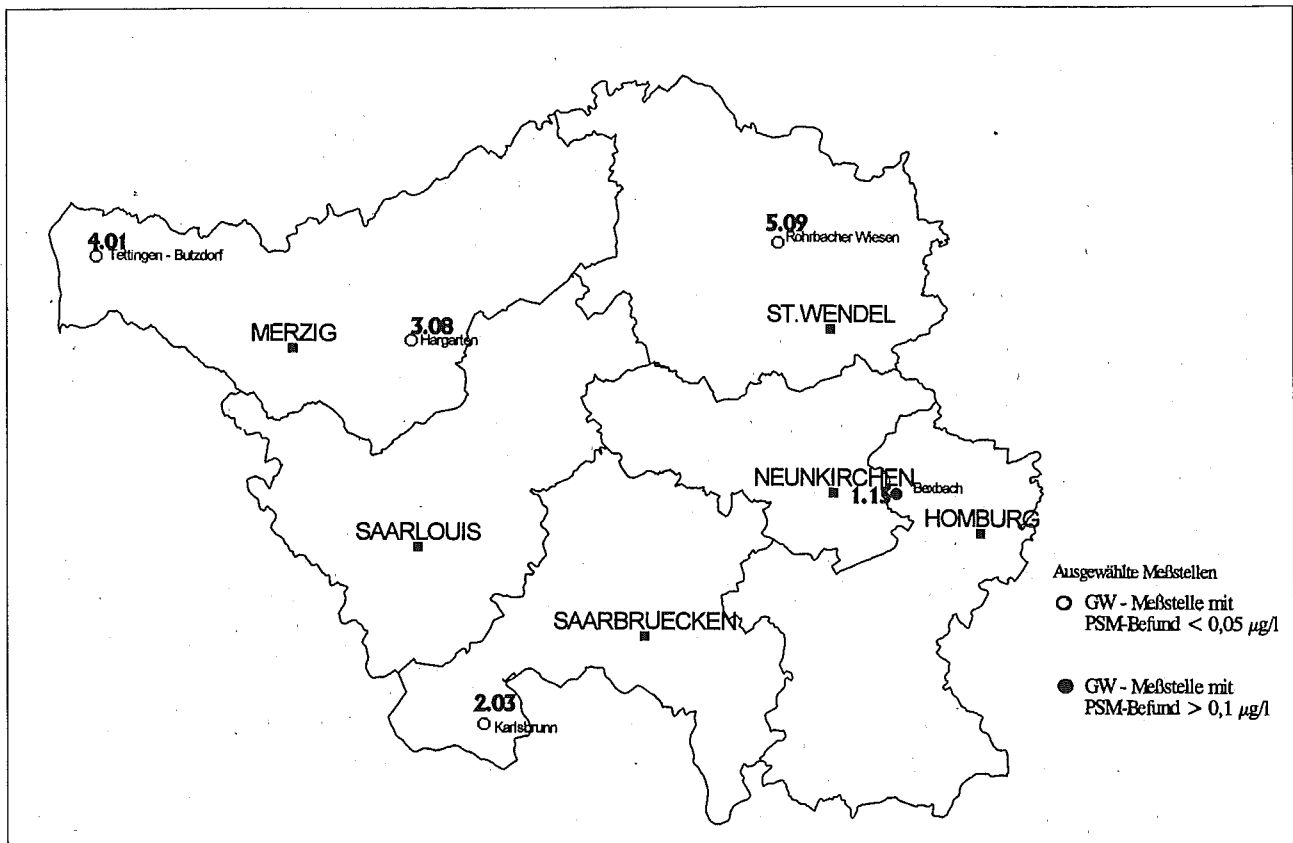 5.09
Rohrbacher Wiesen
4.01
Tettingen - Butzdorf
ST.WENDEL
MERZIG
3.08
Hargarten
NEUNKIRCHEN
1.15
Bexbach
HOMBURG
SAARLOUIS
SAARBRUECKEN
2.03
Karlsbrunn
Ausgewählte Meßstellen
GW - Meßstelle mit
PSM-Befund < 0,05 µg/l
GW - Meßstelle mit
PSM-Befund > 0,1 µg/l